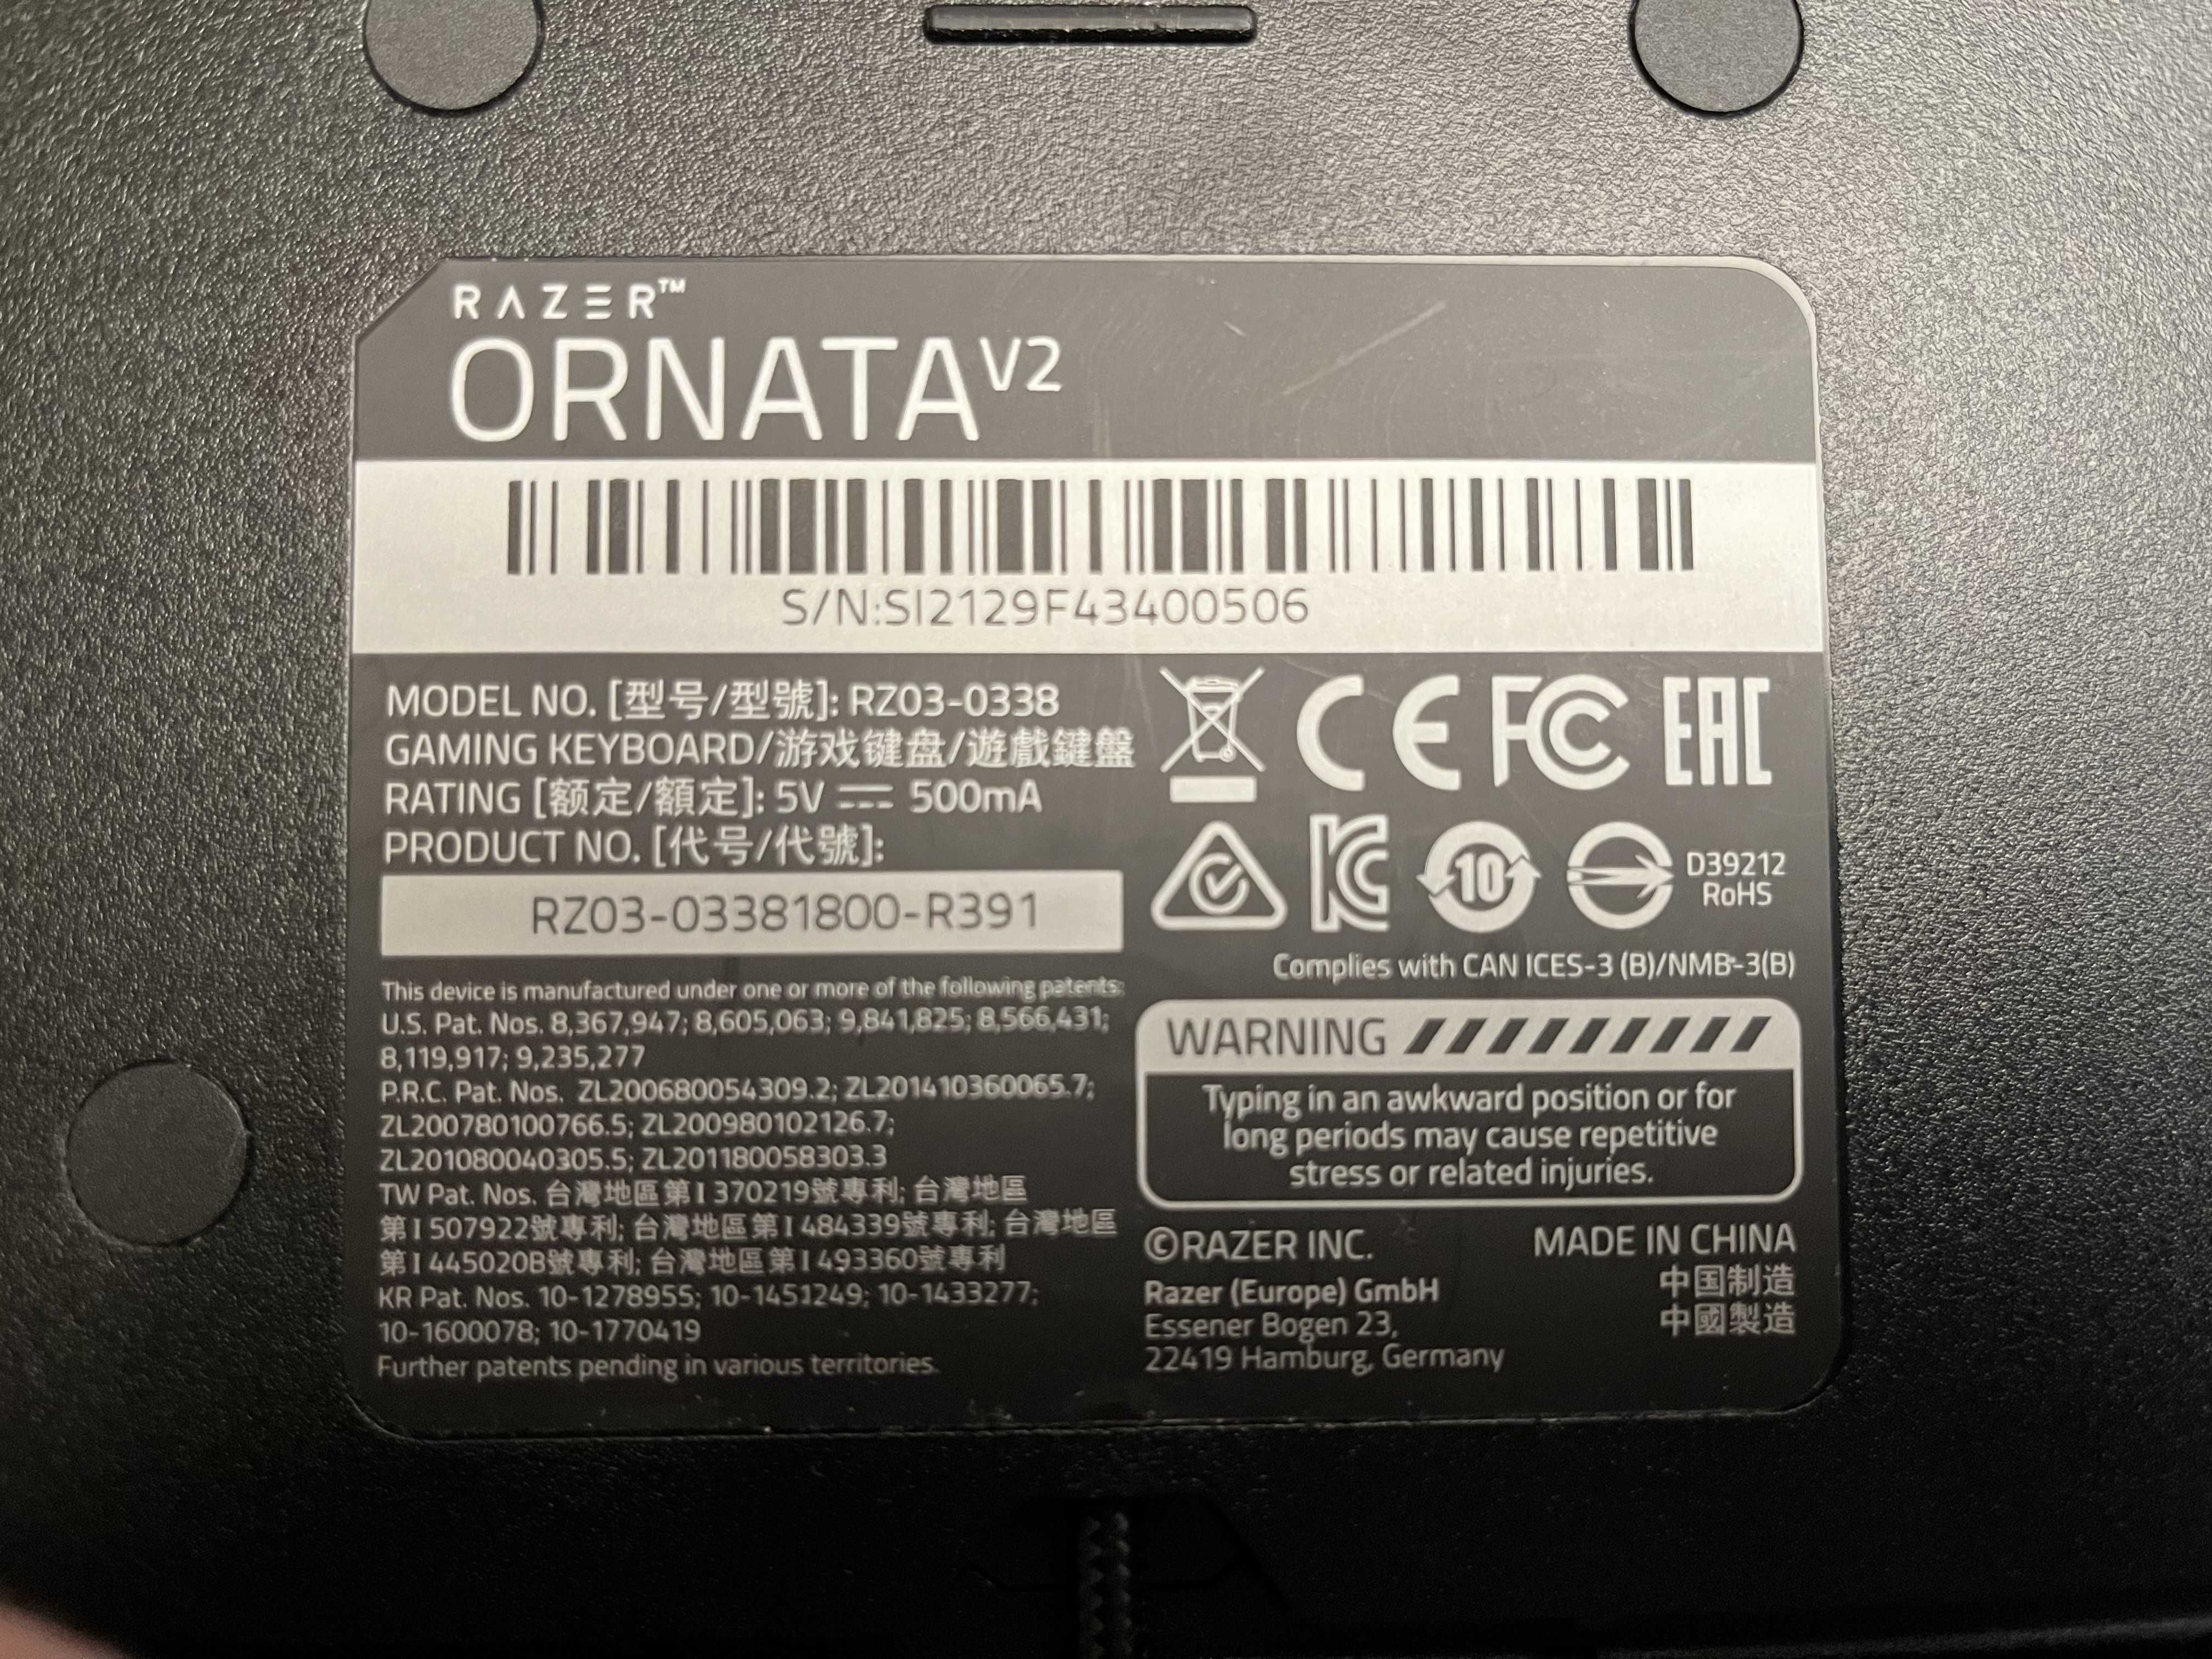 RAZER™
ORNATA V2
S/N:SI2129F43400506
MODEL NO. [型号/型號]: RZ03-0338
GAMING KEYBOARD/游戏键盘/遊戲鍵盤
RATING [额定/額定]: 5V ⎓ 500mA
PRODUCT NO. [代号/代號]:
RZ03-03381800-R391
This device is manufactured under one or more of the following patents:
U.S. Pat. Nos. 8,367,947; 8,605,063; 9,841,825; 8,566,431;
8,119,917; 9,235,277
P.R.C. Pat. Nos. ZL200680054309.2; ZL201410360065.7;
ZL200780100766.5; ZL200980102126.7;
ZL201080040305.5; ZL201180058303.3
TW Pat. Nos. 台灣地區第I370219號專利; 台灣地區
第I507922號專利; 台灣地區第I484339號專利; 台灣地區
第I445020B號專利; 台灣地區第I493360號專利
KR Pat. Nos. 10-1278955; 10-1451249; 10-1433277;
10-1600078; 10-1770419
Further patents pending in various territories.
CE FC EAC
KC 10 D39212
RoHS
Complies with CAN ICES-3 (B)/NMB-3(B)
WARNING
Typing in an awkward position or for
long periods may cause repetitive
stress or related injuries.
©RAZER INC.
Razer (Europe) GmbH
Essener Bogen 23,
22419 Hamburg, Germany
MADE IN CHINA
中国制造
中國製造